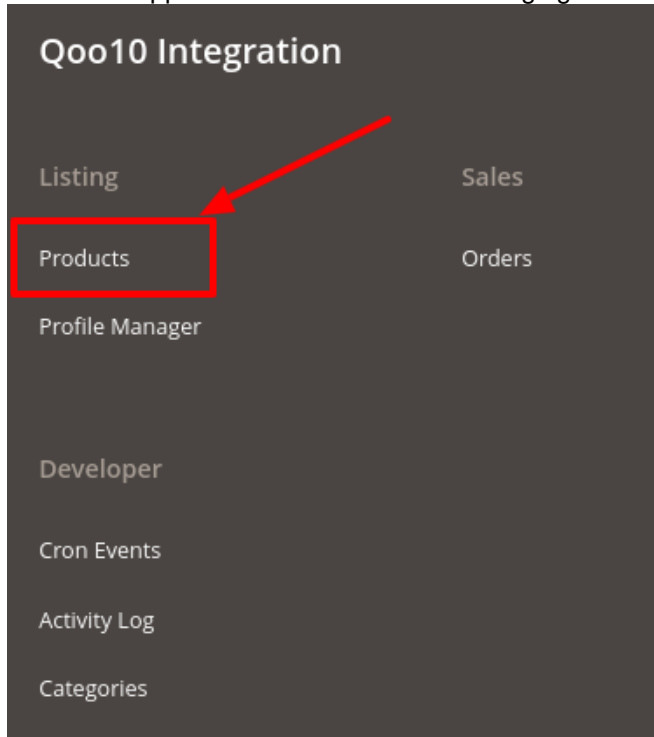 Qoo10 Integration
Listing
Products
Profile Manager
Sales
Orders
Developer
Cron Events
Activity Log
Categories